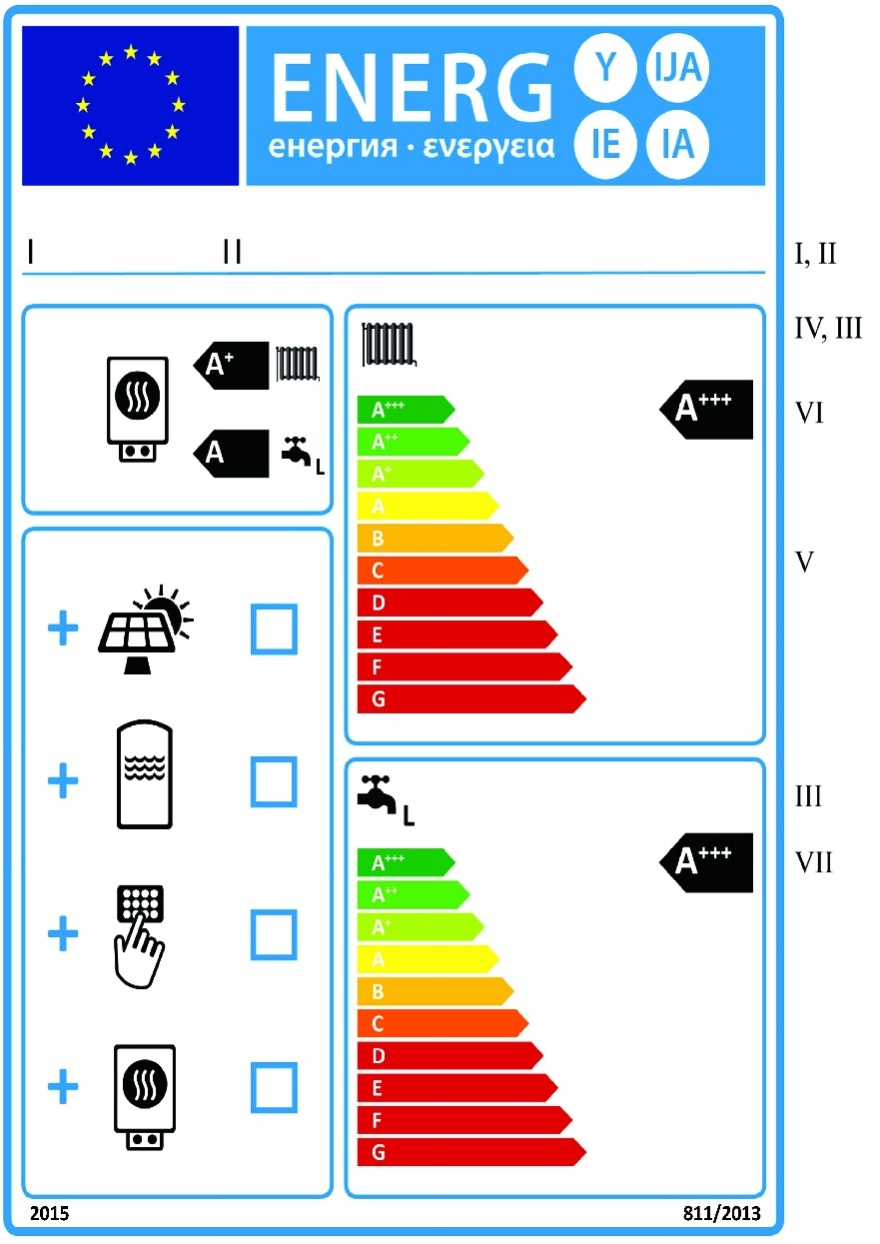 ENERG Y IJA
енергия · ενεργεια IE IA
I II
I, II
IV, III
A+
A
L
A+++
A++
A+
A
B
C
D
E
F
G
A+++
VI
V
L
III
A+++
A++
A+
A
B
C
D
E
F
G
A+++
VII
2015
811/2013